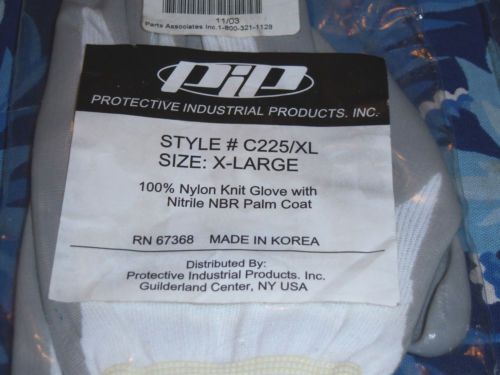 11/03
Parts Associates Inc.1-800-321-1128
PIP
PROTECTIVE INDUSTRIAL PRODUCTS. INC.
STYLE # C225/XL
SIZE: X-LARGE
100% Nylon Knit Glove with
Nitrile NBR Palm Coat
RN 67368 MADE IN KOREA
Distributed By:
Protective Industrial Products. Inc.
Guilderland Center, NY USA